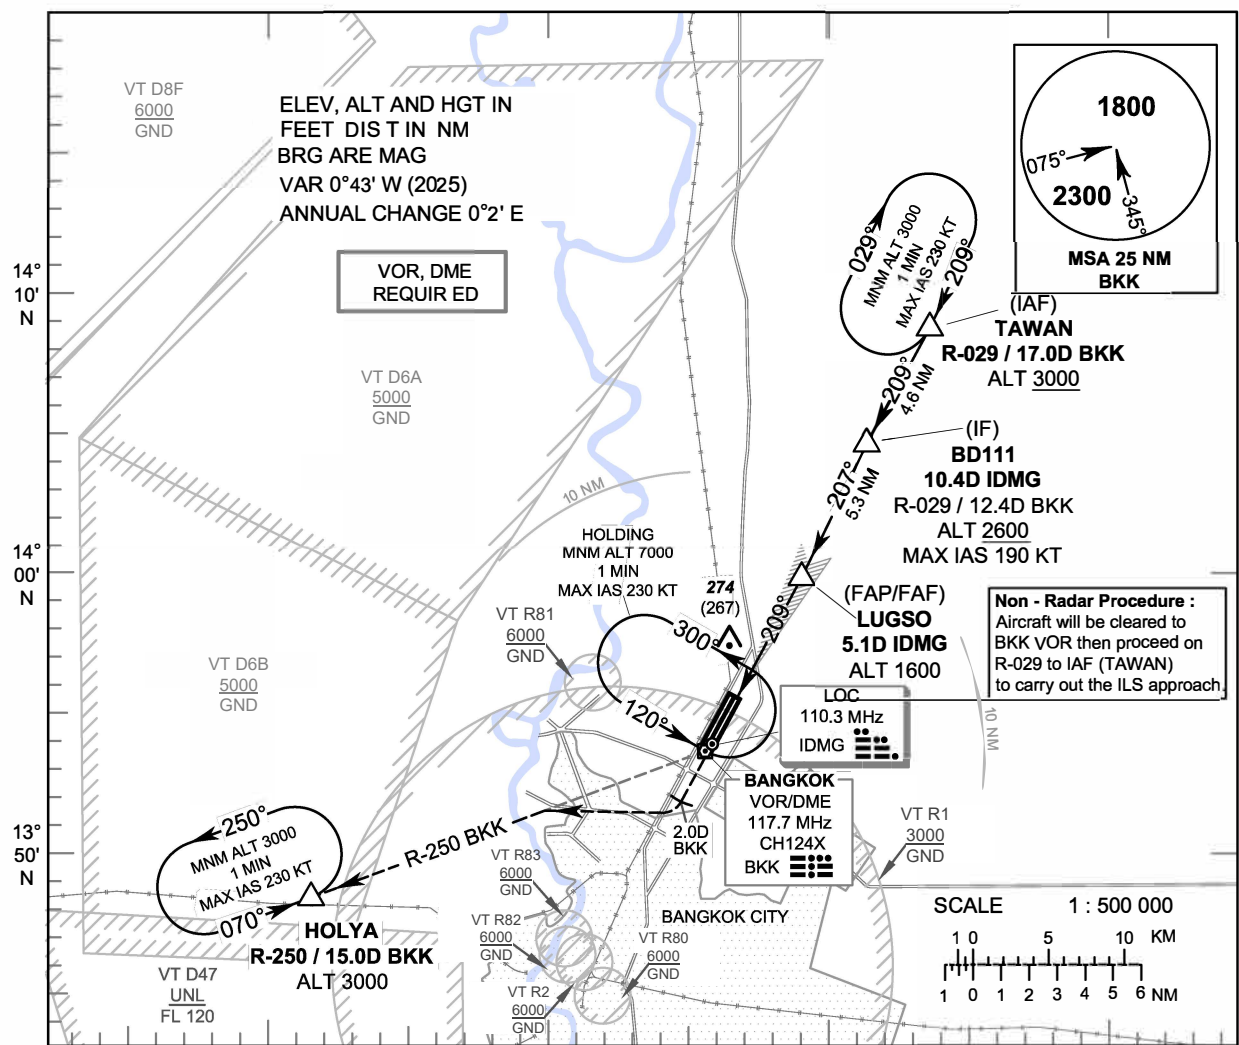 VT D8F
6000
GND
ELEV, ALT AND HGT IN
FEET DIS T IN NM
BRG ARE MAG
VAR 0°43' W (2025)
ANNUAL CHANGE 0°2' E
VOR, DME
REQUIR ED
1800
075°
2300
345°
MSA 25 NM
BKK
029°
MNM ALT 3000
1 MIN
MAX IAS 230 KT
209°
14°
10'
N
(IAF)
TAWAN
R-029 / 17.0D BKK
ALT 3000
209°
4.6 NM
VT D6A
5000
GND
(IF)
BD111
10.4D IDMG
R-029 / 12.4D BKK
ALT 2600
MAX IAS 190 KT
207°
5.3 NM
10 NM
HOLDING
MNM ALT 7000
1 MIN
MAX IAS 230 KT
14°
00'
N
274
(267)
209°
(FAP/FAF)
LUGSO
5.1D IDMG
ALT 1600
Non - Radar Procedure :
Aircraft will be cleared to
BKK VOR then proceed on
R-029 to IAF (TAWAN)
to carry out the ILS approach.
VT R81
6000
GND
300°
120°
VT D6B
5000
GND
LOC
110.3 MHz
IDMG
10 NM
BANGKOK
VOR/DME
117.7 MHz
CH124X
BKK
2.0D
BKK
VT R1
3000
GND
13°
50'
N
250°
MNM ALT 3000
1 MIN
MAX IAS 230 KT
070°
R-250 BKK
HOLYA
R-250 / 15.0D BKK
ALT 3000
VT R83
6000
GND
VT R82
6000
GND
VT R2
6000
GND
BANGKOK CITY
VT R80
6000
GND
VT D47
UNL
FL 120
SCALE 1 : 500 000
1 0 5 10 KM
1 0 1 2 3 4 5 6 NM